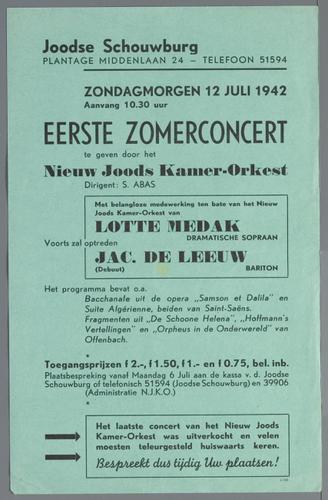 Joodse Schouwburg
PLANTAGE MIDDENLAAN 24 – TELEFOON 51594
ZONDAGMORGEN 12 JULI 1942
Aanvang 10.30 uur
EERSTE ZOMERCONCERT
te geven door het
Nieuw Joods Kamer-Orkest
Dirigent: S. ABAS
Met belangloze medewerking ten bate van het Nieuw
Joods Kamer-Orkest van
LOTTE MEDAK
DRAMATISCHE SOPRAAN
Voorts zal optreden
JAC. DE LEEUW
(Debuut) BARITON
Het programma bevat o.a.
Bacchanale uit de opera „Samson et Dalila" en
Suite Algérienne, beiden van Saint-Saëns.
Fragmenten uit „De Schoone Helena", „Hoffmann's
Vertellingen" en „Orpheus in de Onderwereld" van
Offenbach.
*
Toegangsprijzen f 2.-, f 1.50, f 1.- en f 0.75, bel. inb.
Plaatsbespreking vanaf Maandag 6 Juli aan de kassa v. d. Joodse
Schouwburg of telefonisch 51594 (Joodse Schouwburg) en 39906
(Administratie N.J.K.O.)
*
Het laatste concert van het Nieuw Joods
Kamer-Orkest was uitverkocht en velen
moesten teleurgesteld huiswaarts keren.
Bespreekt dus tijdig Uw plaatsen!